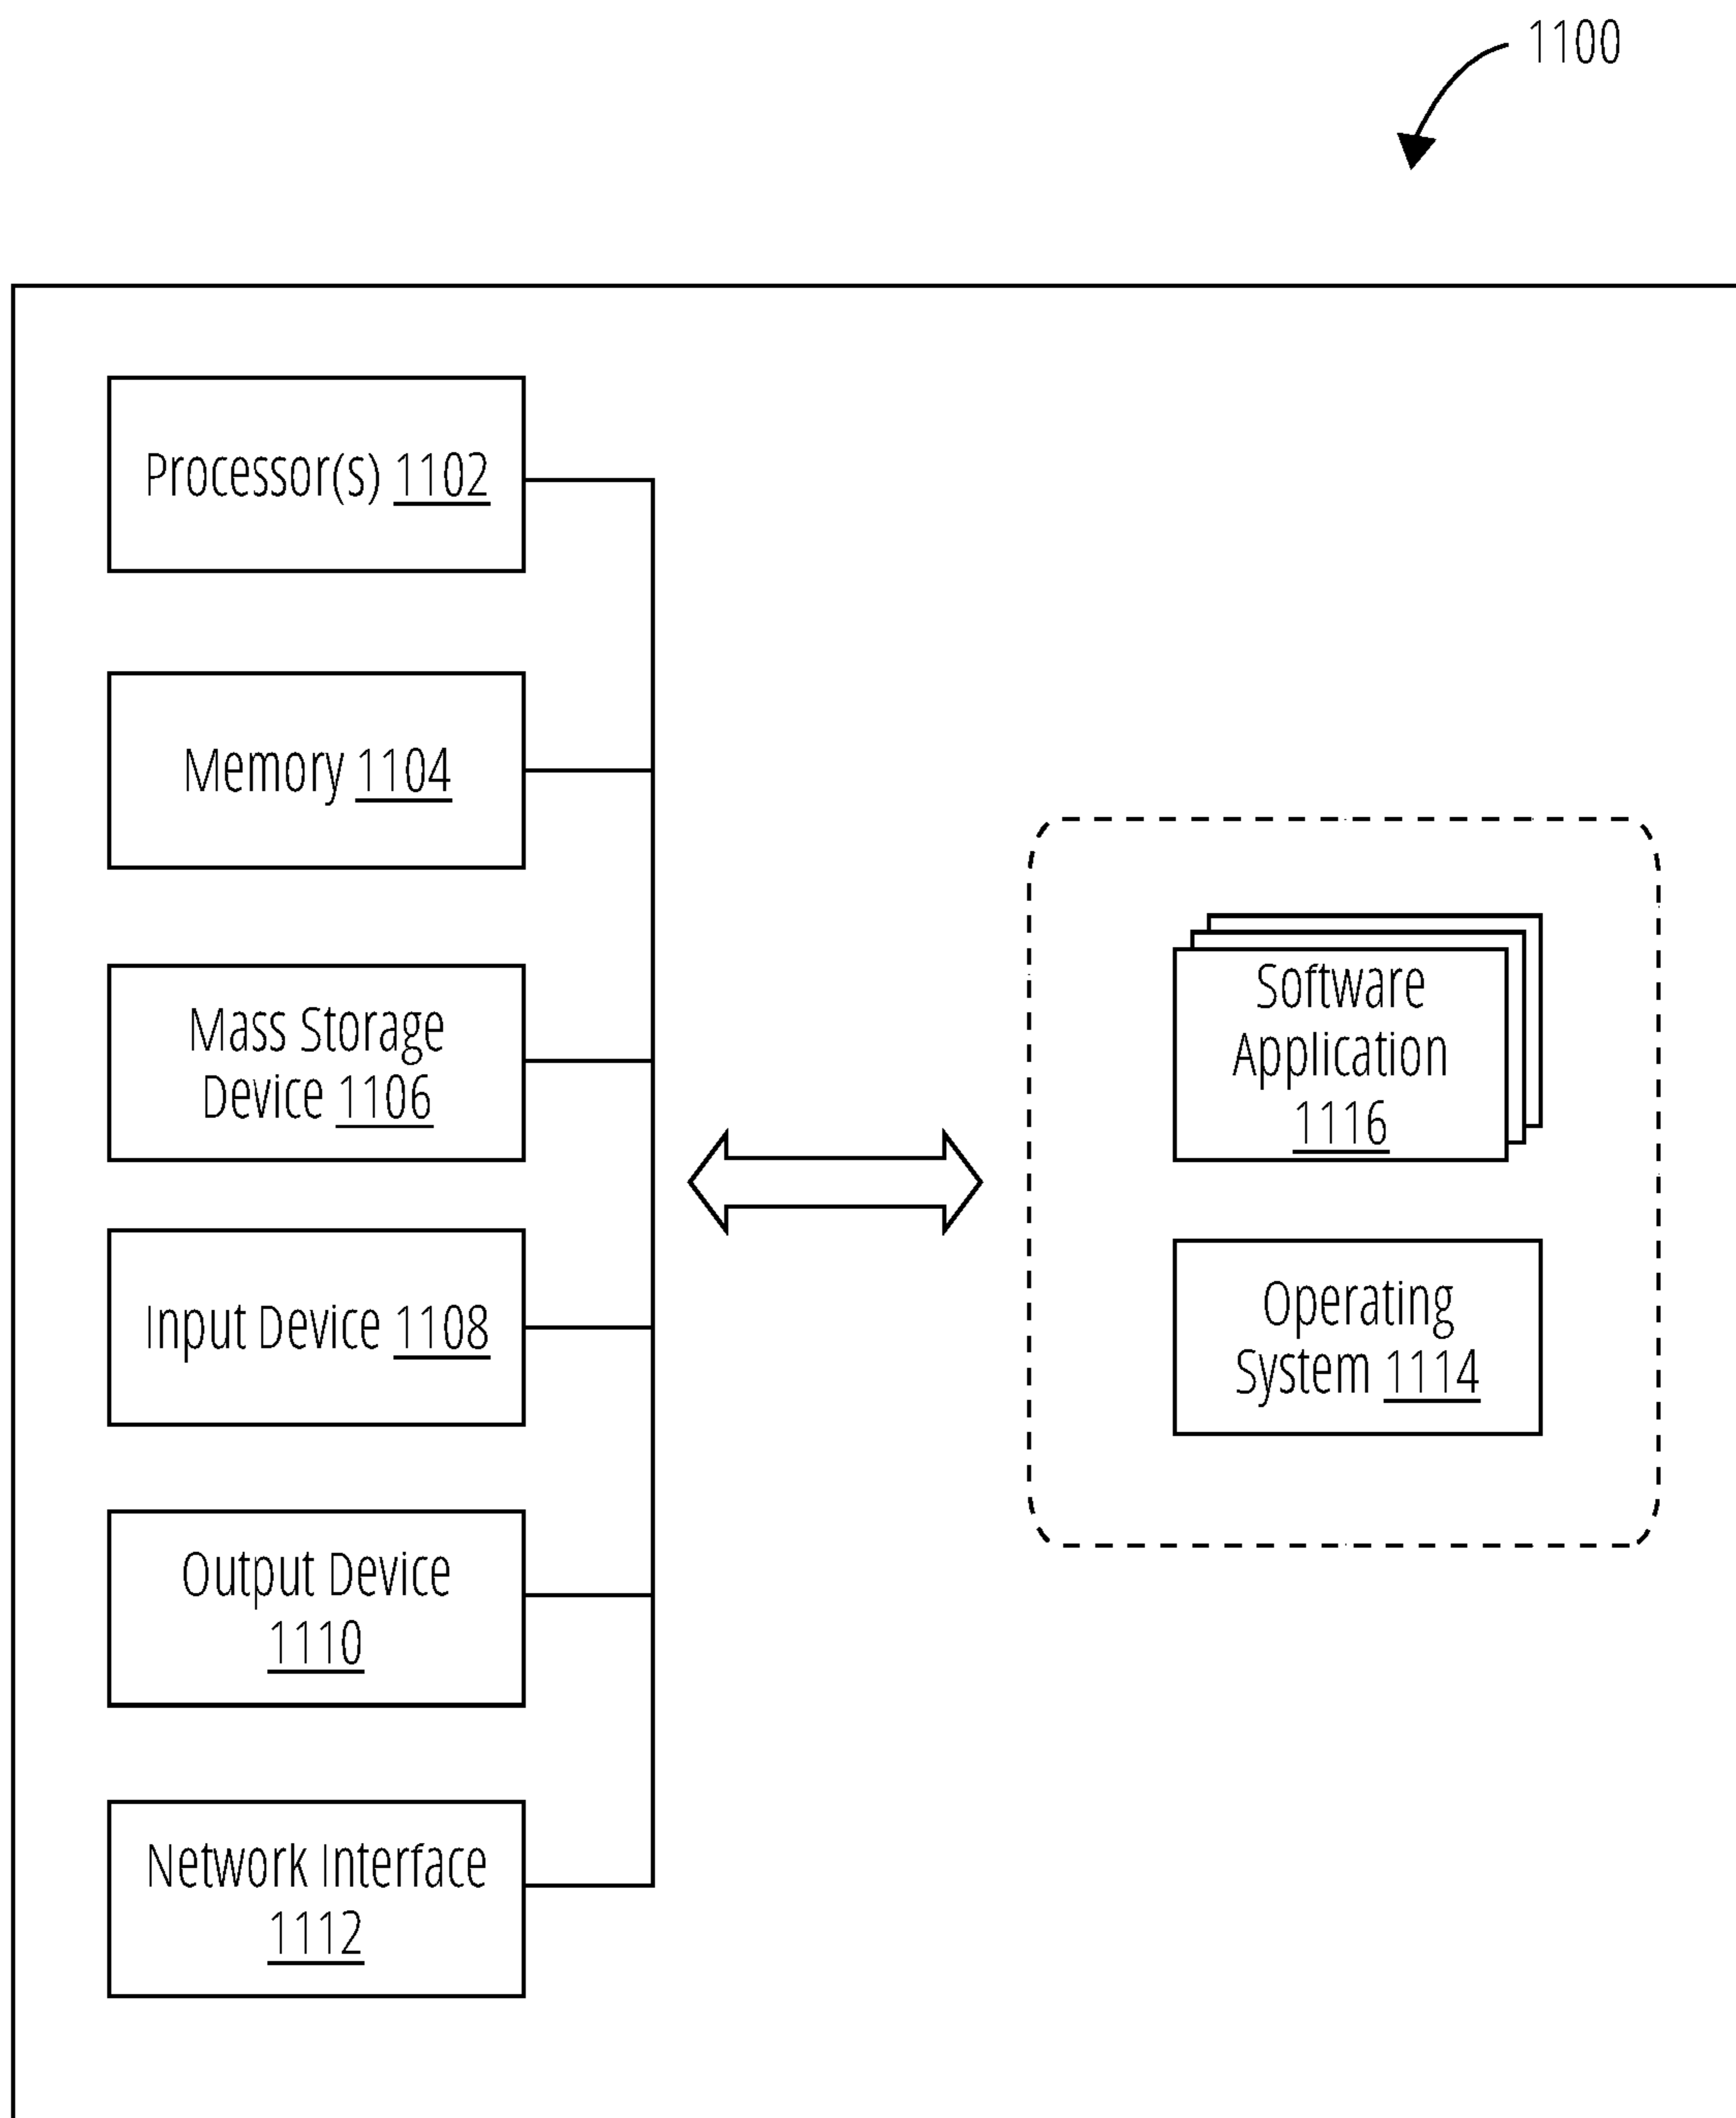 1100
Processor(s) 1102
Memory 1104
Mass Storage
Device 1106
Input Device 1108
Output Device
1110
Network Interface
1112
Software
Application
1116
Operating
System 1114